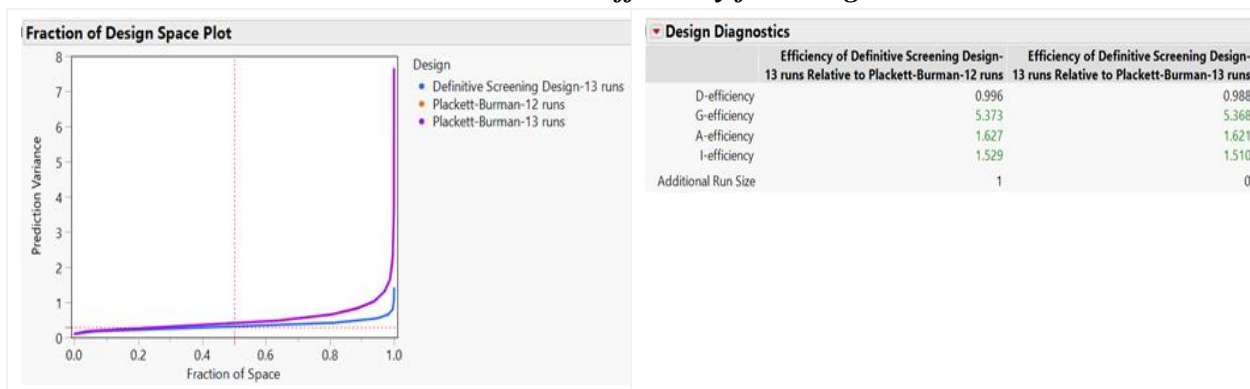 Fraction of Design Space Plot
8
7
6
5
4
3
2
1
0
Prediction Variance
0.0 0.2 0.4 0.6 0.8 1.0
Fraction of Space
Design
Definitive Screening Design-13 runs
Plackett-Burman-12 runs
Plackett-Burman-13 runs
Design Diagnostics
Efficiency of Definitive Screening Design- Efficiency of Definitive Screening Design-
13 runs Relative to Plackett-Burman-12 runs 13 runs Relative to Plackett-Burman-13 runs
D-efficiency 0.996 0.988
G-efficiency 5.373 5.368
A-efficiency 1.627 1.621
I-efficiency 1.529 1.510
Additional Run Size 1 0